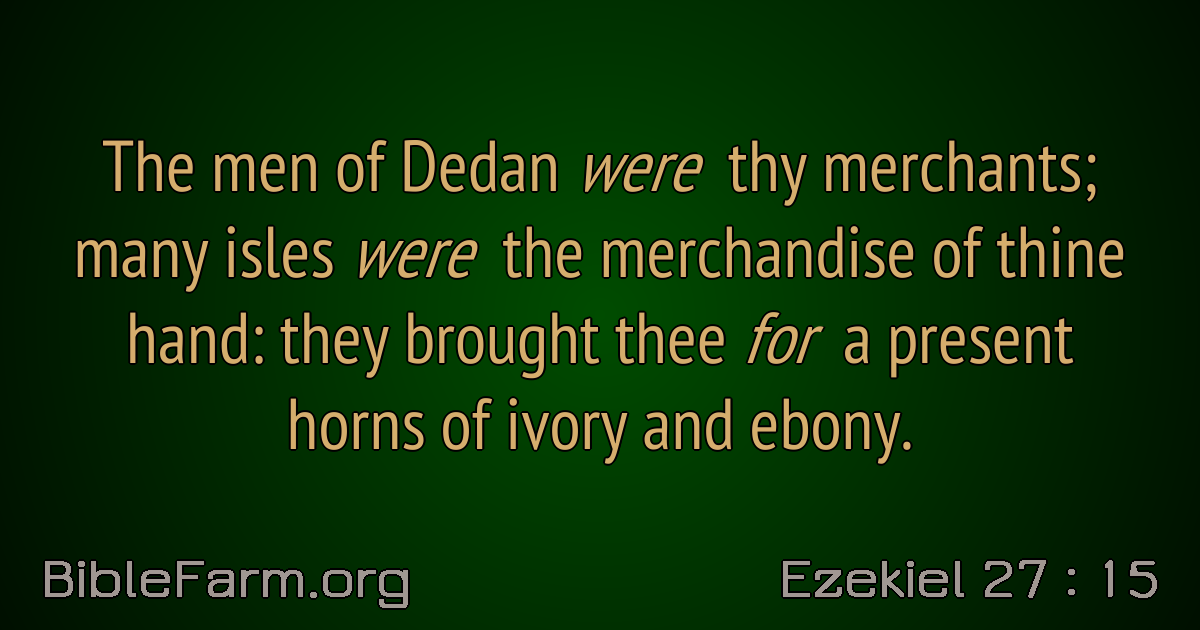 The men of Dedan were thy merchants;
many isles were the merchandise of thine
hand: they brought thee for a present
horns of ivory and ebony.
BibleFarm.org
Ezekiel 27 : 15